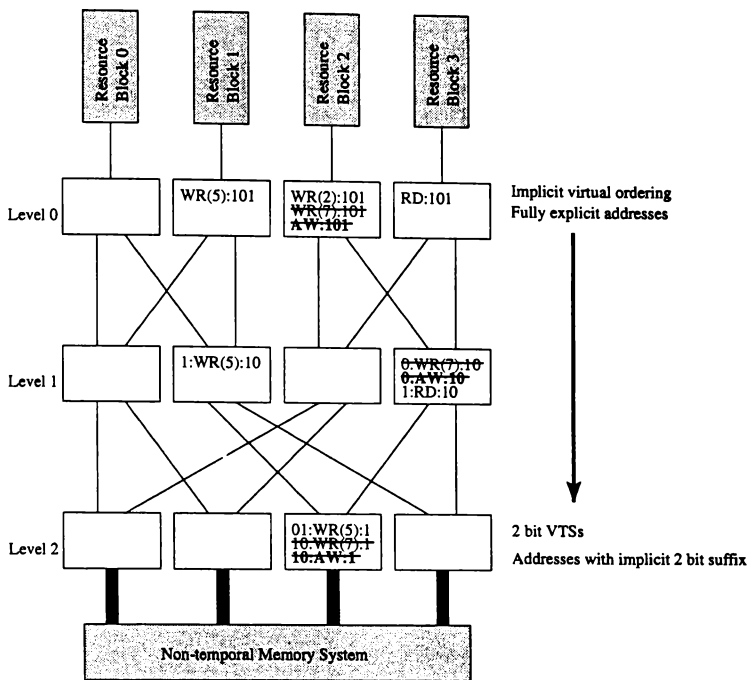 Resource
Block 0
Resource
Block 1
Resource
Block 2
Resource
Block 3
Level 0
WR(5):101
WR(2):101
WR(7):101
AW:101
RD:101
Implicit virtual ordering
Fully explicit addresses
Level 1
1:WR(5):10
0:WR(7):10
0:AW:10
1:RD:10
Level 2
01:WR(5):1
10:WR(7):1
10:AW:1
2 bit VTSs
Addresses with implicit 2 bit suffix
Non-temporal Memory System